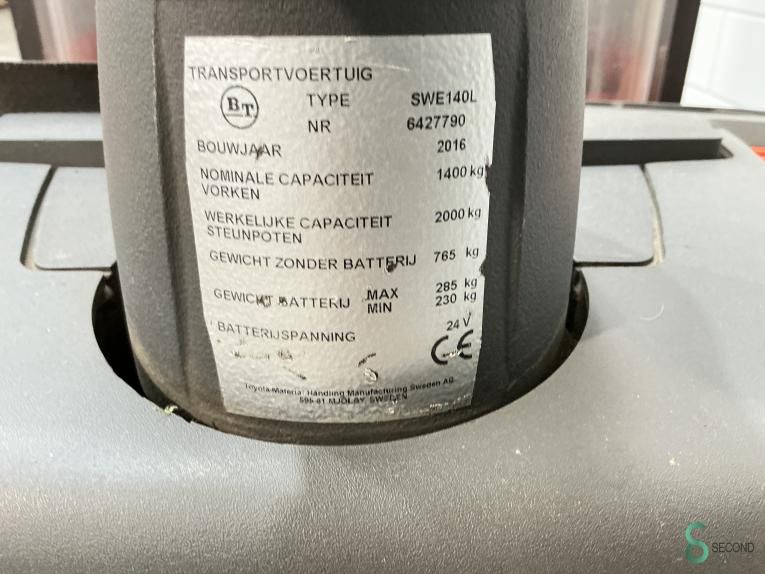 TRANSPORTVOERTUIG
BT TYPE SWE140L
NR 6427790
BOUWJAAR 2016
NOMINALE CAPACITEIT 1400 kg
VORKEN
WERKELIJKE CAPACITEIT 2000 kg
STEUNPOTEN
GEWICHT ZONDER BATTERIJ 765 kg
GEWICHT BATTERIJ MAX 285 kg
MIN 230 kg
BATTERIJSPANNING 24 V
CE
Toyota Material Handling Manufacturing Sweden AB
595 81 MJÖLBY, SWEDEN
SECOND